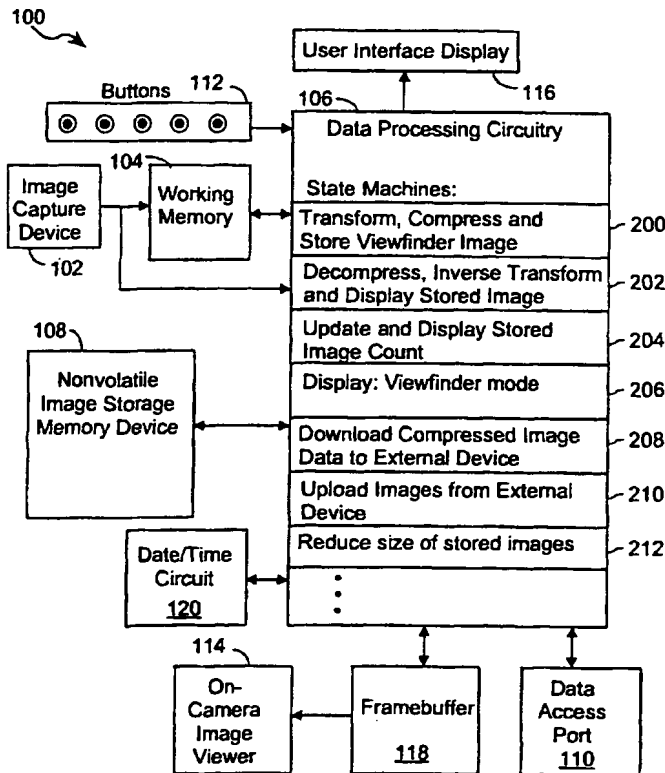 100
User Interface Display
116
Buttons
112
106
Data Processing Circuitry
104
Image
Capture
Device
102
Working
Memory
State Machines:
Transform, Compress and
Store Viewfinder Image
200
Decompress, Inverse Transform
and Display Stored Image
202
Update and Display Stored
Image Count
204
108
Nonvolatile
Image Storage
Memory Device
Display: Viewfinder mode
206
Download Compressed Image
Data to External Device
208
Upload Images from External
Device
210
Reduce size of stored images
212
Date/Time
Circuit
120
114
On-
Camera
Image
Viewer
Framebuffer
118
Data
Access
Port
110